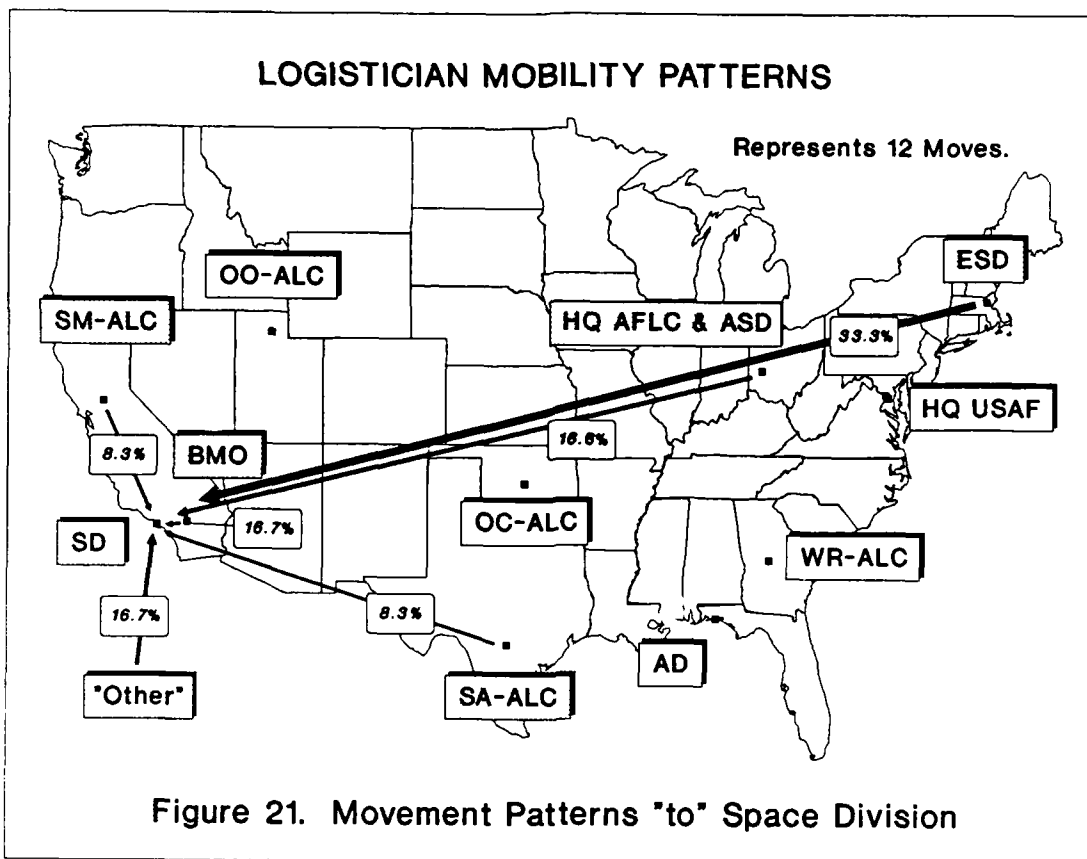 LOGISTICIAN MOBILITY PATTERNS
Represents 12 Moves.
ESD
OO-ALC
SM-ALC
HQ AFLC & ASD
33.3%
HQ USAF
8.3%
BMO
16.6%
16.7%
OC-ALC
SD
WR-ALC
16.7%
8.3%
AD
"Other"
SA-ALC
Figure 21. Movement Patterns "to" Space Division